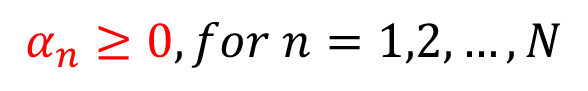 αₙ ≥ 0, for n = 1,2, …, N